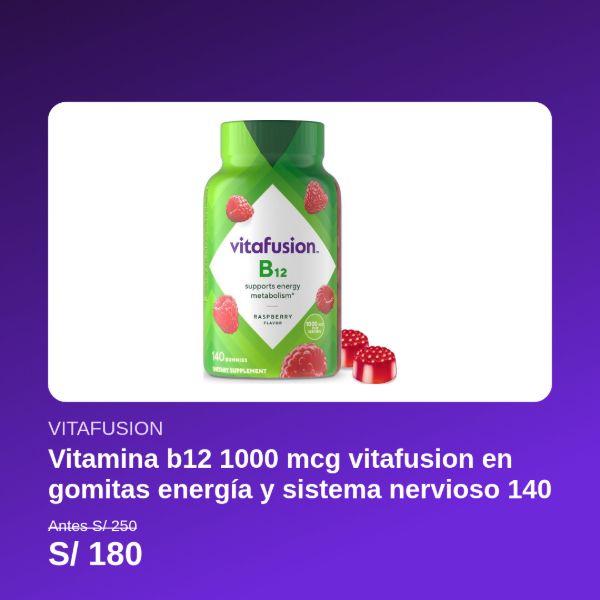 vitafusion
B12
supports energy
metabolism*
RASPBERRY
FLAVOR
140 GUMMIES
DIETARY SUPPLEMENT
VITAFUSION
Vitamina b12 1000 mcg vitafusion en
gomitas energía y sistema nervioso 140
Antes S/ 250
S/ 180